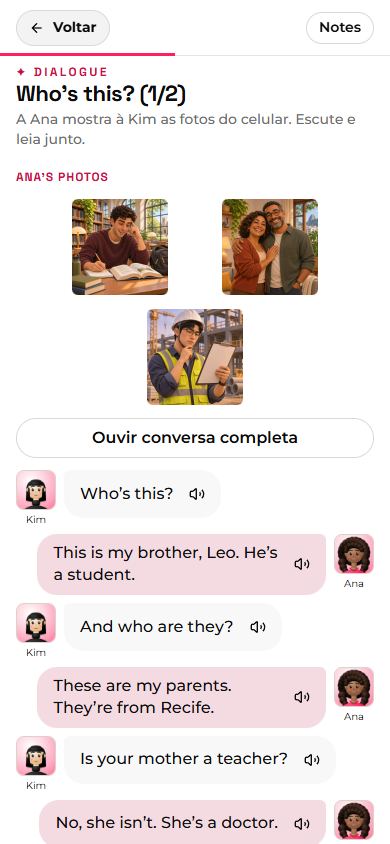 ← Voltar
Notes
✦ DIALOGUE
Who's this? (1/2)
A Ana mostra à Kim as fotos do celular. Escute e
leia junto.
ANA'S PHOTOS
Ouvir conversa completa
Who's this?
Kim
This is my brother, Leo. He's
a student.
Ana
And who are they?
Kim
These are my parents.
They're from Recife.
Ana
Is your mother a teacher?
Kim
No, she isn't. She's a doctor.